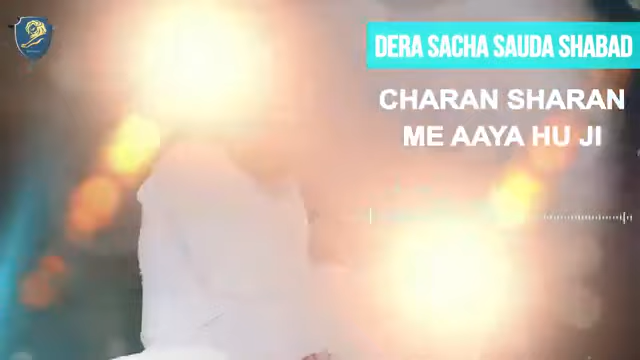 DERA SACHA SAUDA SHABAD
CHARAN SHARAN
ME AAYA HU JI